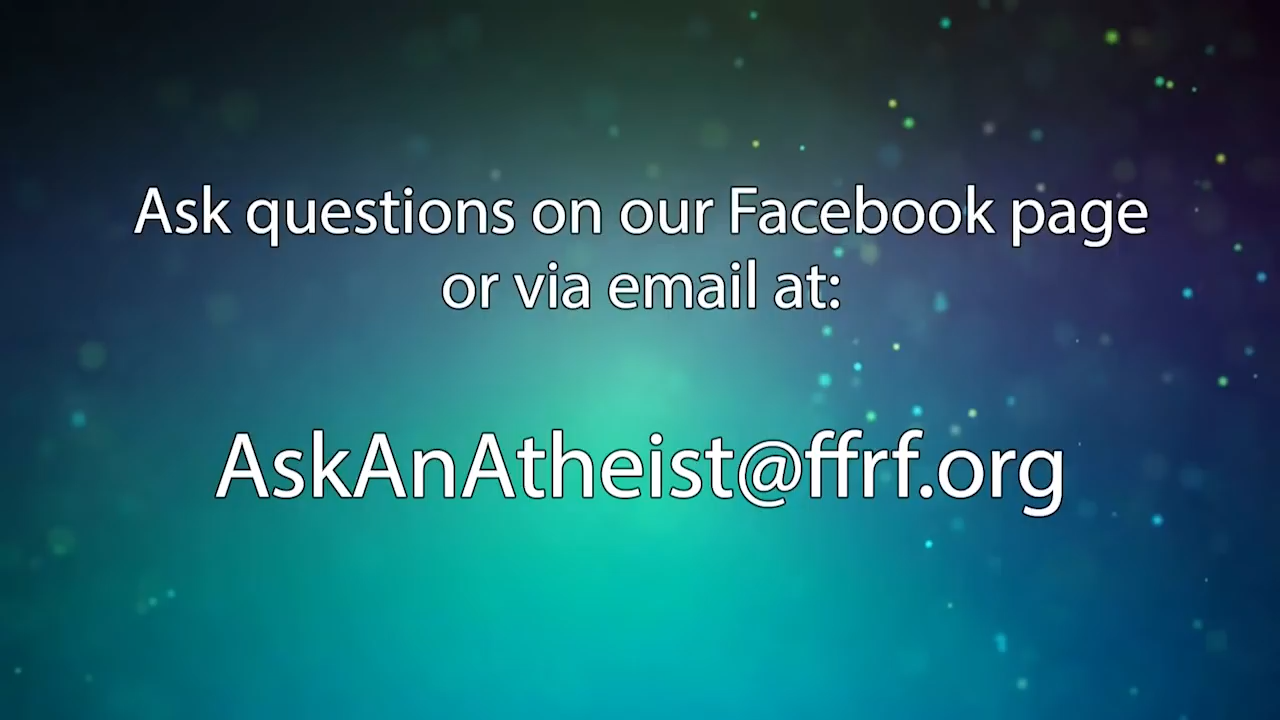 Ask questions on our Facebook page
or via email at:
AskAnAtheist@ffrf.org